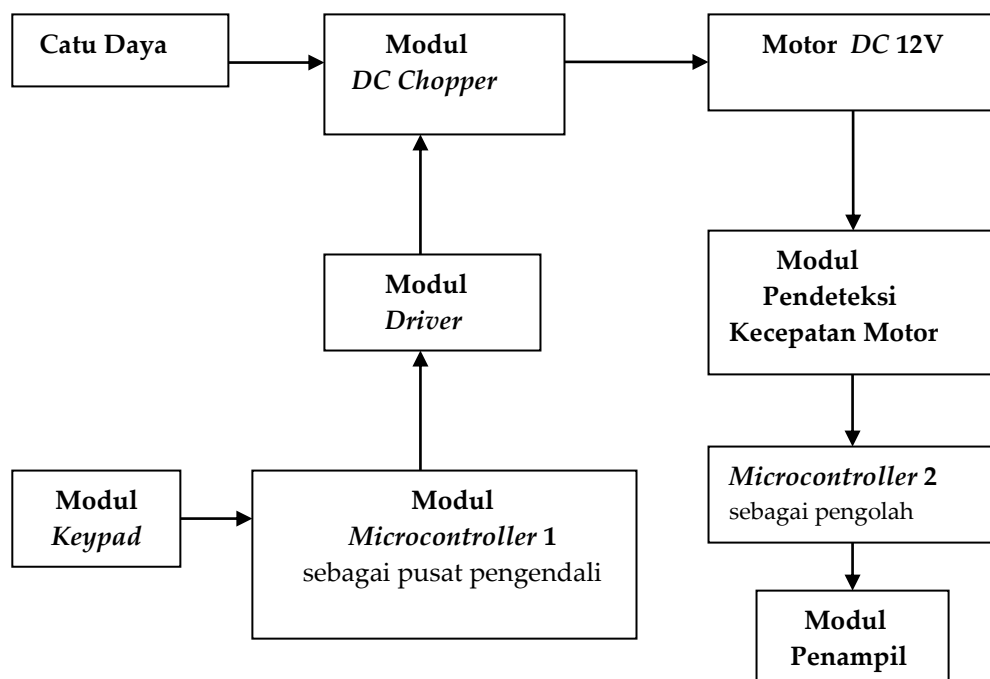 Catu Daya
Modul
DC Chopper
Motor DC 12V
Modul
Driver
Modul
Pendeteksi
Kecepatan Motor
Modul
Keypad
Modul
Microcontroller 1
sebagai pusat pengendali
Microcontroller 2
sebagai pengolah
Modul
Penampil